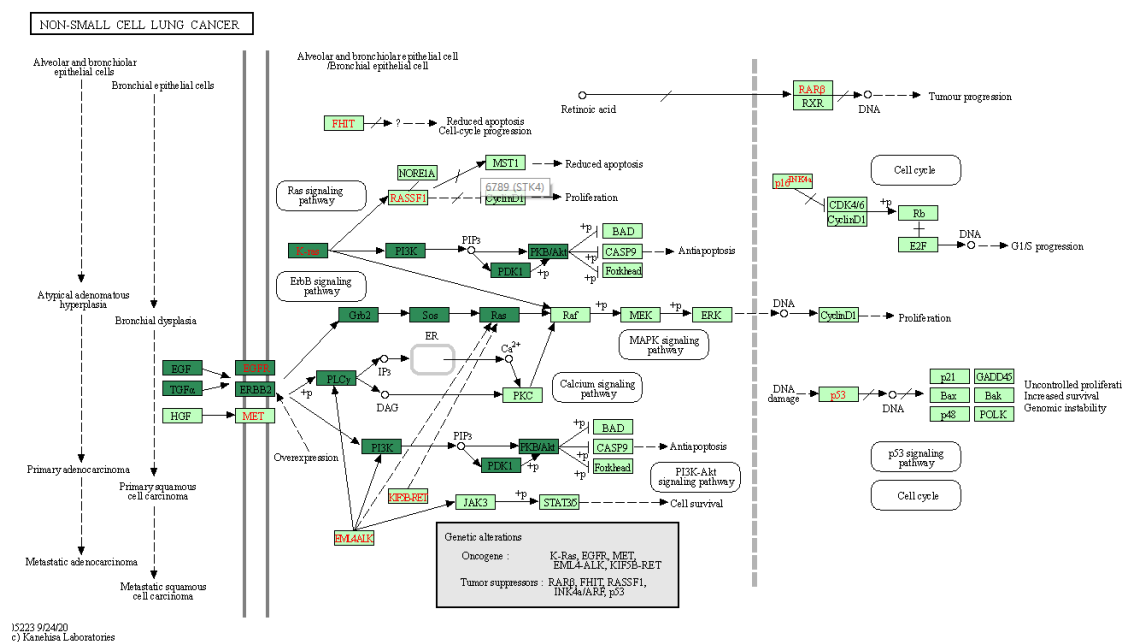 NON-SMALL CELL LUNG CANCER
Alveolar and bronchiolar
epithelial cells
Bronchial epithelial cells
Alveolar and bronchiolar epithelial cell
/Bronchial epithelial cell
Retinoic acid
RARβ
RXR
DNA
Tumour progression
FHIT
?
Reduced apoptosis
Cell-cycle progression
MST1
Reduced apoptosis
NORE1A
6789 (STK4)
Ras signaling
pathway
RASSF1
CyclinD1
Proliferation
Cell cycle
p16INK4a
CDK4/6
CyclinD1
+p
Rb
E2F
DNA
G1/S progression
K-ras
PI3K
PIP3
PDK1
+p
PKB/Akt
+p
+p
BAD
CASP9
Forkhead
Antiapoptosis
ErbB signaling
pathway
Atypical adenomatous
hyperplasia
Bronchial dysplasia
Grb2
Sos
Ras
Raf
+p
MEK
+p
ERK
DNA
CyclinD1
Proliferation
MAPK signaling
pathway
ER
Ca2+
EGF
EGFR
TGFα
ERBB2
HGF
MET
+p
PLCγ
IP3
DAG
PKC
Calcium signaling
pathway
DNA
damage
p53
DNA
p21
GADD45
Bax
Bak
p48
POLK
Uncontrolled proliferati
Increased survival
Genomic instability
Overexpression
PI3K
PIP3
PDK1
+p
PKB/Akt
+p
+p
BAD
CASP9
Forkhead
Antiapoptosis
p53 signaling
pathway
Cell cycle
PI3K-Akt
signaling pathway
Primary adenocarcinoma
Primary squamous
cell carcinoma
KIF5B-RET
JAK3
+p
STAT3/5
Cell survival
EML4ALK
Genetic alterations
Oncogene : K-Ras, EGFR, MET,
EML4-ALK, KIF5B-RET
Tumor suppressors : RARβ, FHIT, RASSF1,
INK4a/ARF, p53
Metastatic adenocarcinoma
Metastatic squamous
cell carcinoma
)5223 9/24/20
c) Kanehisa Laboratories